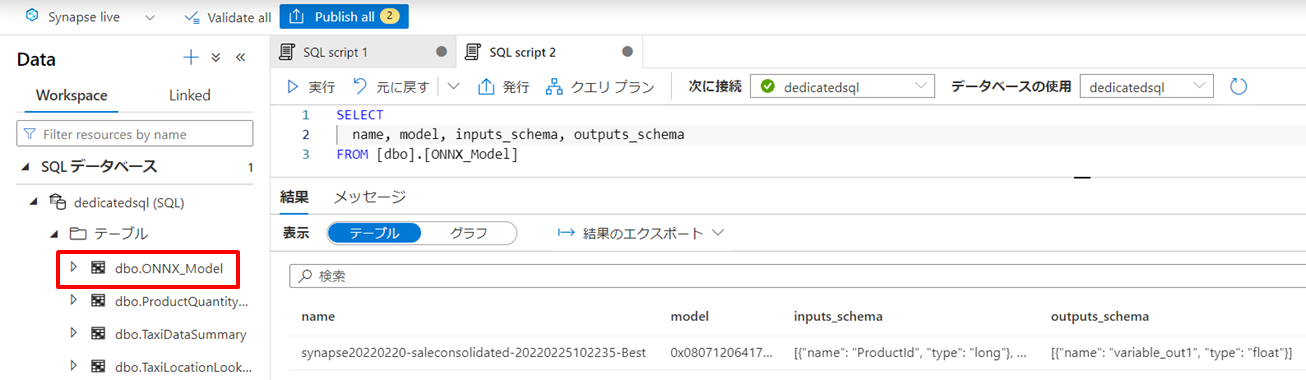 Synapse live Validate all Publish all 2
Data
Workspace Linked
Filter resources by name
SQL データベース 1
dedicatedsql (SQL)
テーブル
dbo.ONNX_Model
dbo.ProductQuantity...
dbo.TaxiDataSummary
dbo.TaxiLocationLook...
SQL script 1 SQL script 2
実行 元に戻す 発行 クエリ プラン 次に接続 dedicatedsql データベースの使用 dedicatedsql
1 SELECT
2 name, model, inputs_schema, outputs_schema
3 FROM [dbo].[ONNX_Model]
結果 メッセージ
表示 テーブル グラフ 結果のエクスポート
検索
name model inputs_schema outputs_schema
synapse20220220-saleconsolidated-20220225102235-Best 0x08071206417... [{"name": "ProductId", "type": "long"}, ... [{"name": "variable_out1", "type": "float"}]